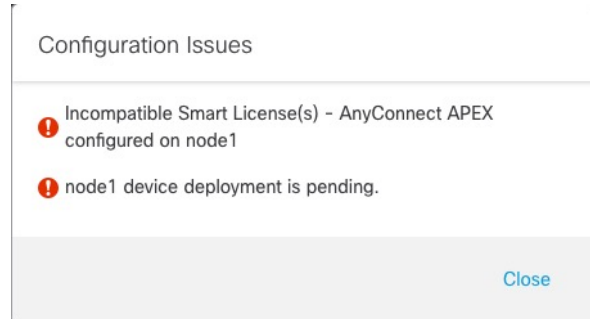 Configuration Issues
Incompatible Smart License(s) - AnyConnect APEX
configured on node1
node1 device deployment is pending.
Close